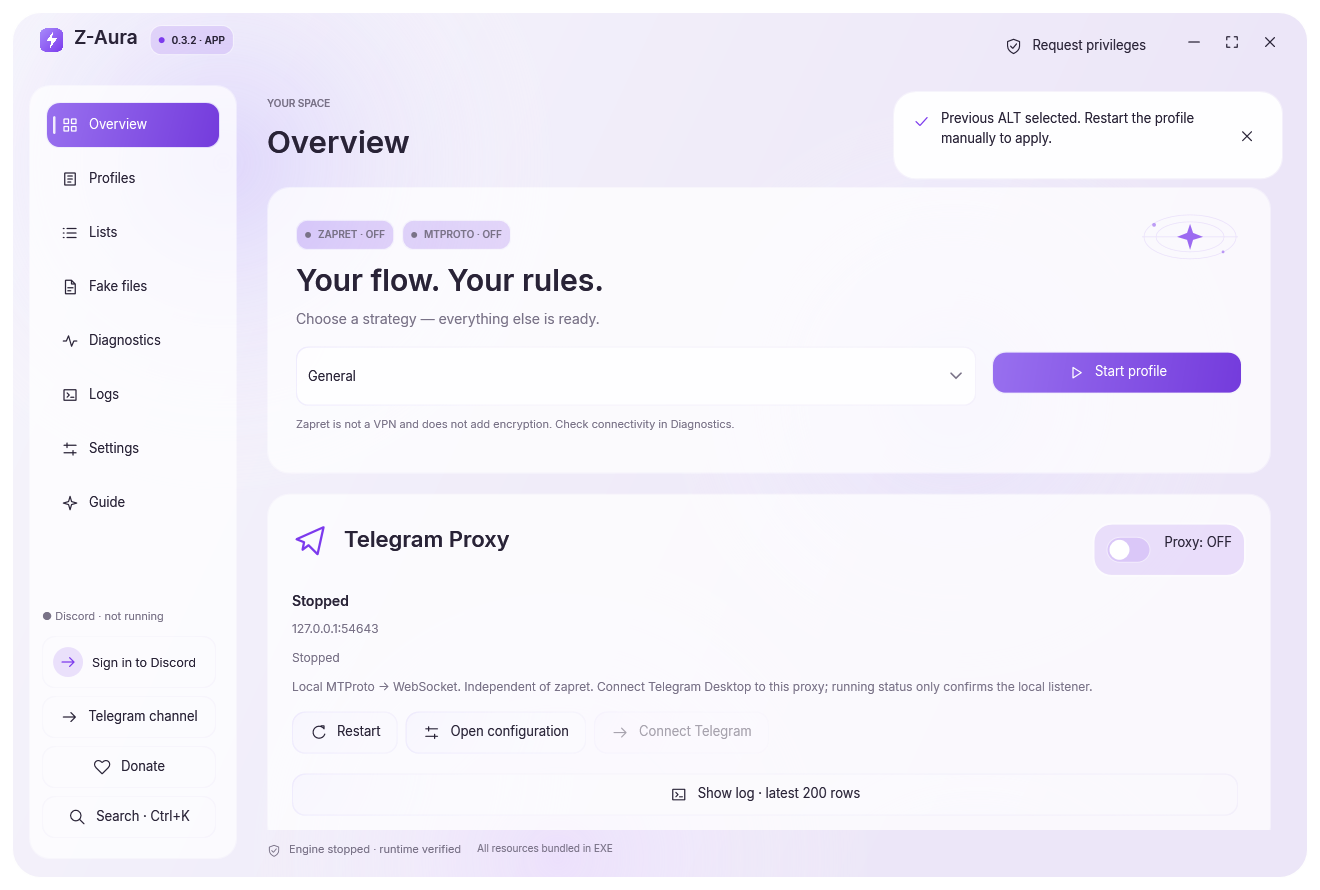 Z-Aura
0.3.2 · APP
Request privileges
Overview
Profiles
Lists
Fake files
Diagnostics
Logs
Settings
Guide
Discord · not running
Sign in to Discord
Telegram channel
Donate
Search · Ctrl+K
YOUR SPACE
Overview
Previous ALT selected. Restart the profile
manually to apply.
ZAPRET · OFF
MTPROTO · OFF
Your flow. Your rules.
Choose a strategy — everything else is ready.
General
Start profile
Zapret is not a VPN and does not add encryption. Check connectivity in Diagnostics.
Telegram Proxy
Proxy: OFF
Stopped
127.0.0.1:54643
Stopped
Local MTProto → WebSocket. Independent of zapret. Connect Telegram Desktop to this proxy; running status only confirms the local listener.
Restart
Open configuration
Connect Telegram
Show log · latest 200 rows
Engine stopped · runtime verified
All resources bundled in EXE